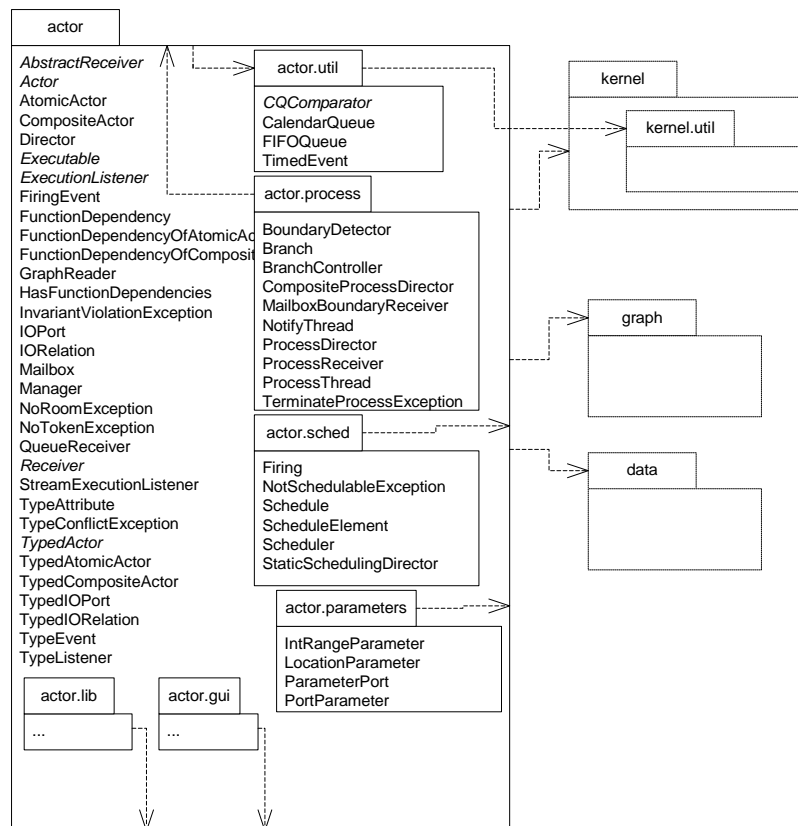 actor
AbstractReceiver
Actor
AtomicActor
CompositeActor
Director
Executable
ExecutionListener
FiringEvent
FunctionDependency
FunctionDependencyOfAtomicAc
FunctionDependencyOfComposit
GraphReader
HasFunctionDependencies
InvariantViolationException
IOPort
IORelation
Mailbox
Manager
NoRoomException
NoTokenException
QueueReceiver
Receiver
StreamExecutionListener
TypeAttribute
TypeConflictException
TypedActor
TypedAtomicActor
TypedCompositeActor
TypedIOPort
TypedIORelation
TypeEvent
TypeListener
actor.lib
...
actor.gui
...
actor.util
CQComparator
CalendarQueue
FIFOQueue
TimedEvent
actor.process
BoundaryDetector
Branch
BranchController
CompositeProcessDirector
MailboxBoundaryReceiver
NotifyThread
ProcessDirector
ProcessReceiver
ProcessThread
TerminateProcessException
actor.sched
Firing
NotSchedulableException
Schedule
ScheduleElement
Scheduler
StaticSchedulingDirector
actor.parameters
IntRangeParameter
LocationParameter
ParameterPort
PortParameter
kernel
kernel.util
graph
data